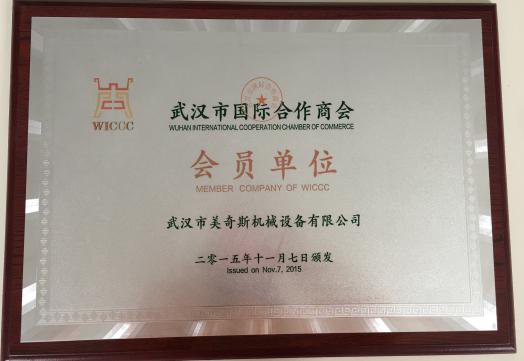 WICCC
武汉市国际合作商会
WUHAN INTERNATIONAL COOPERATION CHAMBER OF COMMERCE
会员单位
MEMBER COMPANY OF WICCC
武汉市美奇斯机械设备有限公司
二零一五年十一月七日颁发
Issued on Nov.7, 2015